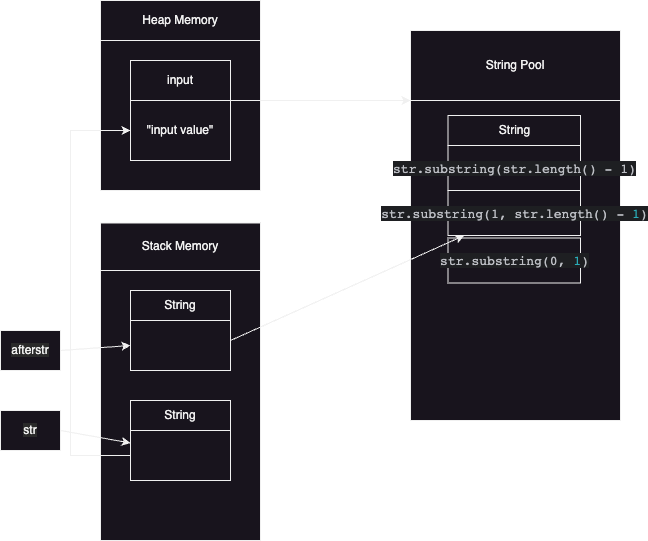 Heap Memory
input
"input value"
String Pool
String
str.substring(str.length() - 1)
str.substring(1, str.length() - 1)
str.substring(0, 1)
Stack Memory
String
afterstr
String
str